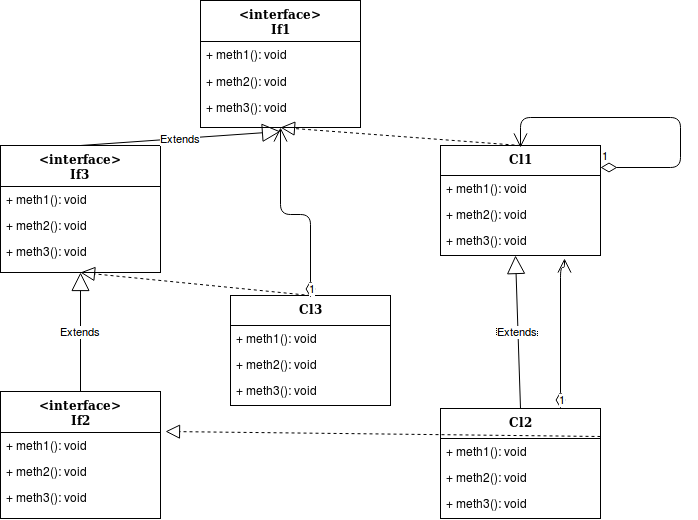 <interface>
If1
+ meth1(): void
+ meth2(): void
+ meth3(): void
Extends
<interface>
If3
+ meth1(): void
+ meth2(): void
+ meth3(): void
1
Cl1
+ meth1(): void
+ meth2(): void
+ meth3(): void
1
Cl3
+ meth1(): void
+ meth2(): void
+ meth3(): void
Extends
Extends
<interface>
If2
+ meth1(): void
+ meth2(): void
+ meth3(): void
1
Cl2
+ meth1(): void
+ meth2(): void
+ meth3(): void